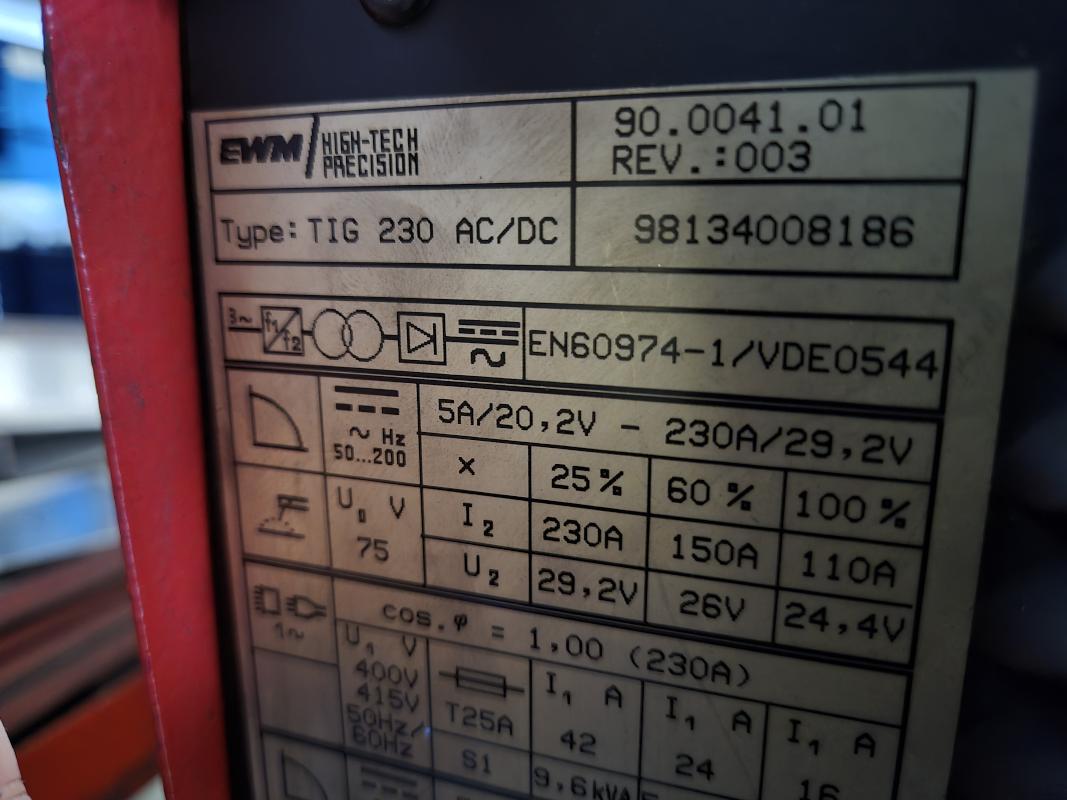 EWM HIGH-TECH PRECISION
90.0041.01
REV.:003
Type: TIG 230 AC/DC
98134008186
3~ f1 f2
EN60974-1/VDE0544
~ Hz
50...200
5A/20,2V - 230A/29,2V
X 25% 60% 100%
U0 V
75
I2 230A 150A 110A
U2 29,2V 26V 24,4V
1~
cos.φ = 1,00 (230A)
U1 V
400V
415V
50Hz/
60Hz
T25A
S1
I1 A
42
9,6kVA
I1 A
24
I1 A
16